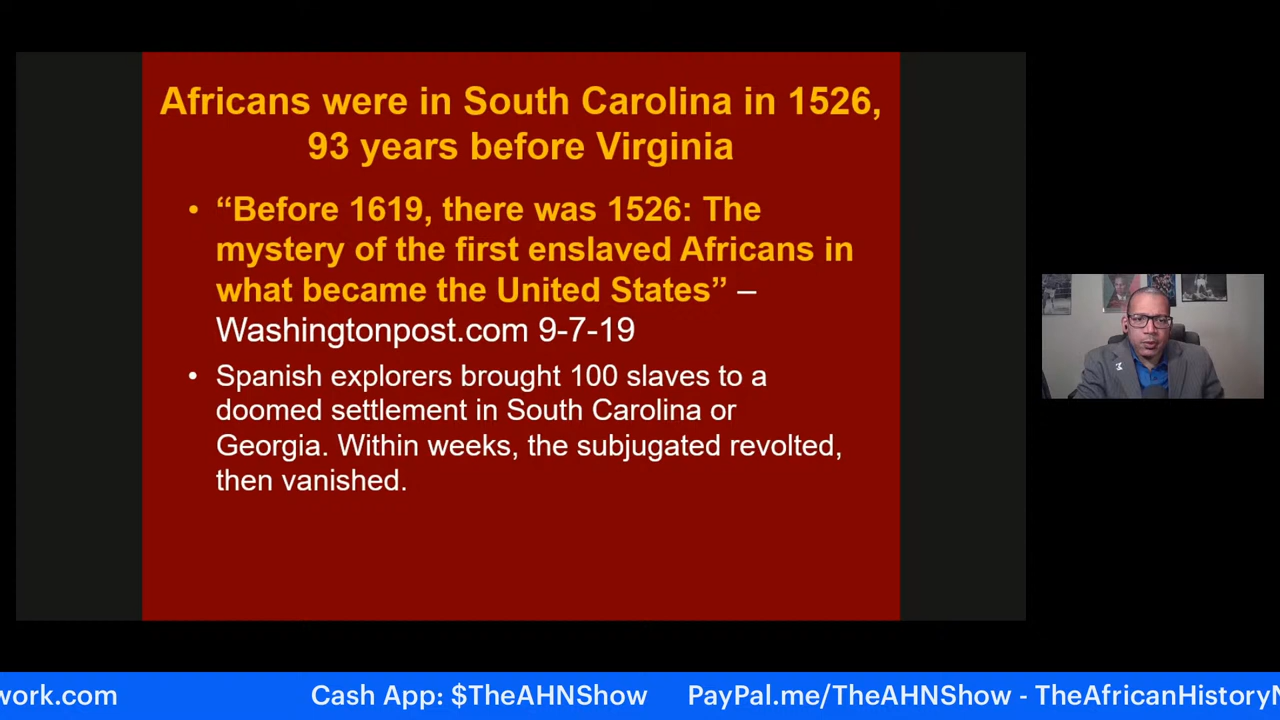 Africans were in South Carolina in 1526,
93 years before Virginia
• “Before 1619, there was 1526: The
mystery of the first enslaved Africans in
what became the United States” –
Washingtonpost.com 9-7-19
• Spanish explorers brought 100 slaves to a
doomed settlement in South Carolina or
Georgia. Within weeks, the subjugated revolted,
then vanished.
work.com Cash App: $TheAHNShow PayPal.me/TheAHNShow - TheAfricanHistoryN